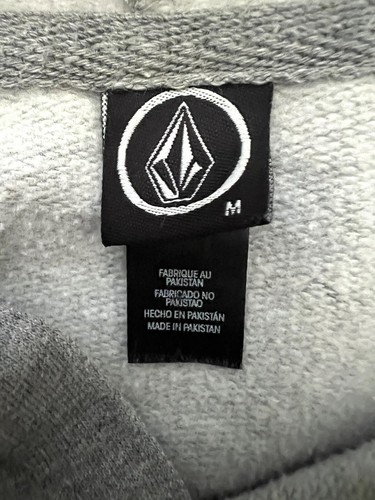 M
FABRIQUE AU
PAKISTAN
FABRICADO NO
PAKISTAO
HECHO EN PAKISTÁN
MADE IN PAKISTAN